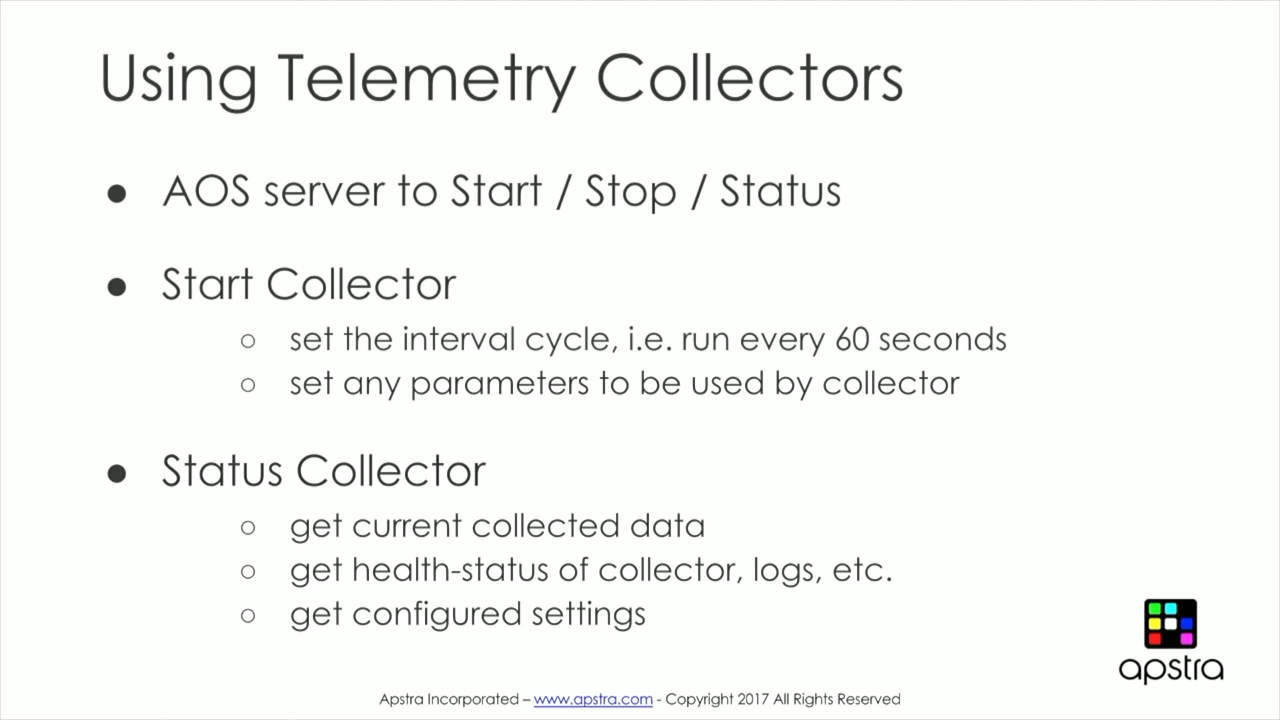 Using Telemetry Collectors
● AOS server to Start / Stop / Status
● Start Collector
○ set the interval cycle, i.e. run every 60 seconds
○ set any parameters to be used by collector
● Status Collector
○ get current collected data
○ get health-status of collector, logs, etc.
○ get configured settings
apstra
Apstra Incorporated – www.apstra.com - Copyright 2017 All Rights Reserved